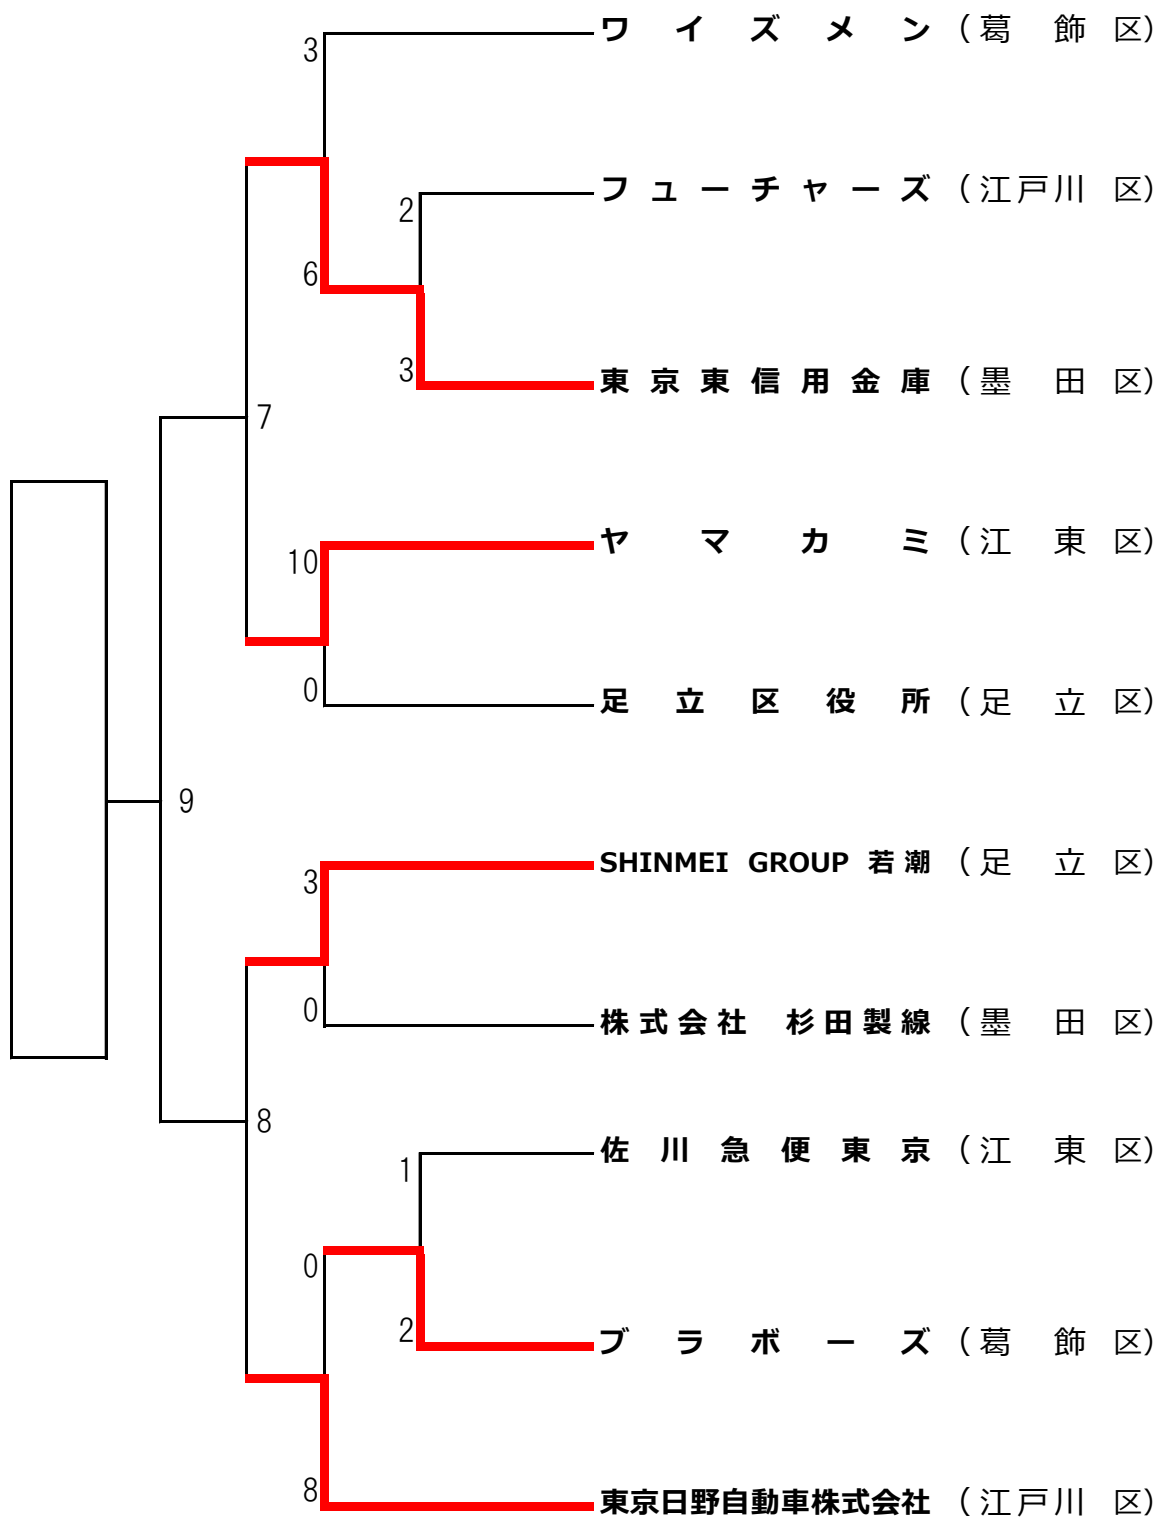 3
ワイズメン（葛飾区）
2
フューチャーズ（江戸川区）
6
3
東京東信用金庫（墨田区）
7
10
ヤマカミ（江東区）
0
足立区役所（足立区）
9
3
SHINMEI GROUP 若潮（足立区）
0
株式会社 杉田製線（墨田区）
8
1
佐川急便東京（江東区）
0
2
ブラボーズ（葛飾区）
8
東京日野自動車株式会社（江戸川区）